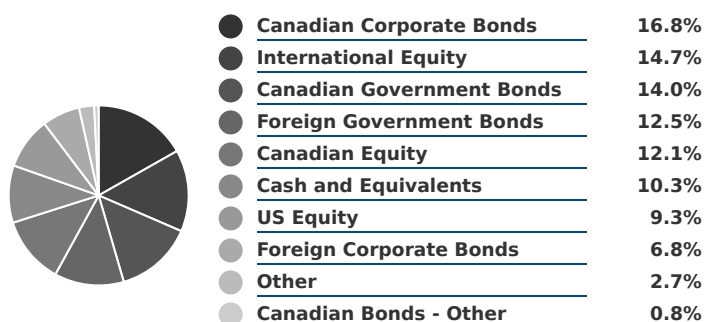 Canadian Corporate Bonds 16.8%
International Equity 14.7%
Canadian Government Bonds 14.0%
Foreign Government Bonds 12.5%
Canadian Equity 12.1%
Cash and Equivalents 10.3%
US Equity 9.3%
Foreign Corporate Bonds 6.8%
Other 2.7%
Canadian Bonds - Other 0.8%